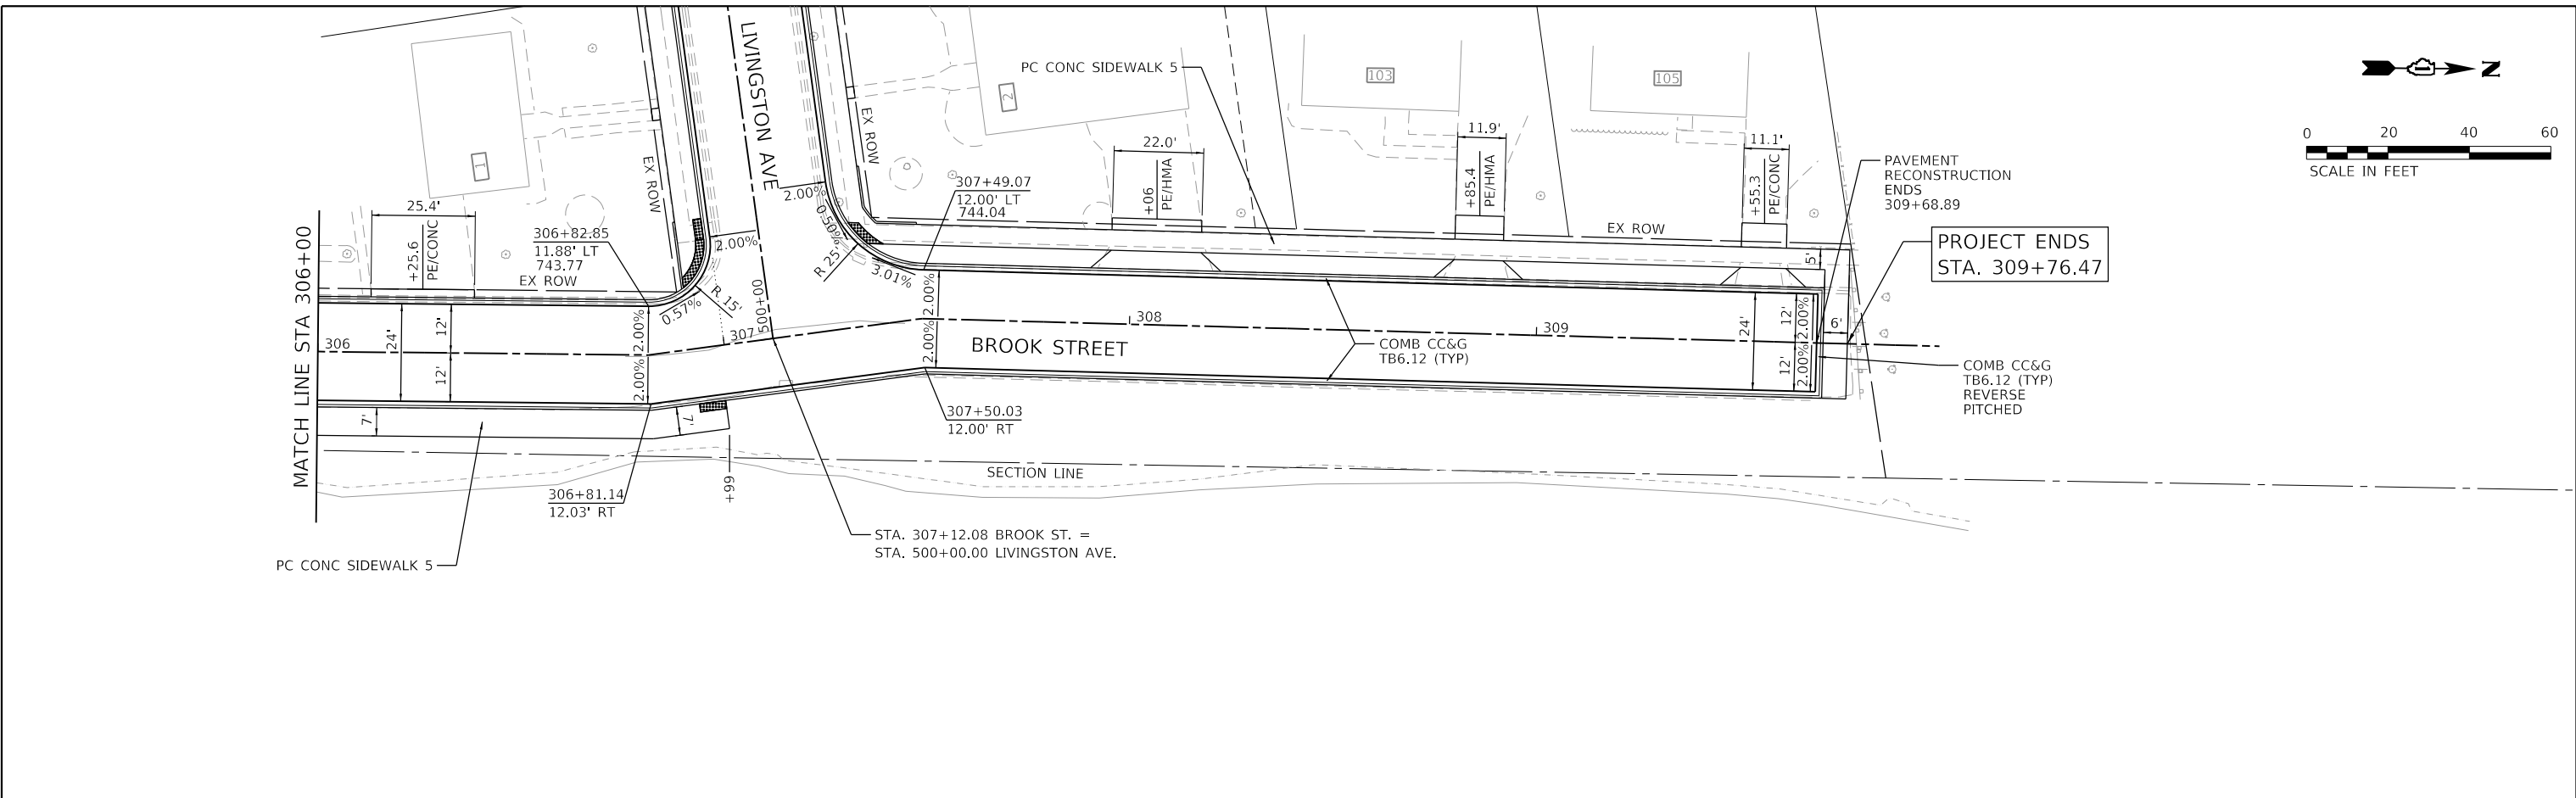 LIVINGSTON AVE
PC CONC SIDEWALK 5
103
105
N
0 20 40 60
SCALE IN FEET
1
2
EX ROW
EX ROW
22.0'
+06
PE/HMA
11.9'
+85.4
PE/HMA
11.1'
+55.3
PE/CONC
PAVEMENT
RECONSTRUCTION
ENDS
309+68.89
25.4'
+25.6
PE/CONC
306+82.85
11.88' LT
743.77
EX ROW
307+49.07
12.00' LT
744.04
2.00%
0.50%
2.00%
R 25'
3.01%
R 15'
0.57%
500+00
EX ROW
5'
PROJECT ENDS
STA. 309+76.47
MATCH LINE STA 306+00
306
24'
12'
12'
2.00%
2.00%
307
2.00%
2.00%
308
309
24'
12'
12'
2.00%
2.00%
6'
BROOK STREET
COMB CC&G
TB6.12 (TYP)
COMB CC&G
TB6.12 (TYP)
REVERSE
PITCHED
7'
7'
+99
307+50.03
12.00' RT
SECTION LINE
306+81.14
12.03' RT
STA. 307+12.08 BROOK ST. =
STA. 500+00.00 LIVINGSTON AVE.
PC CONC SIDEWALK 5